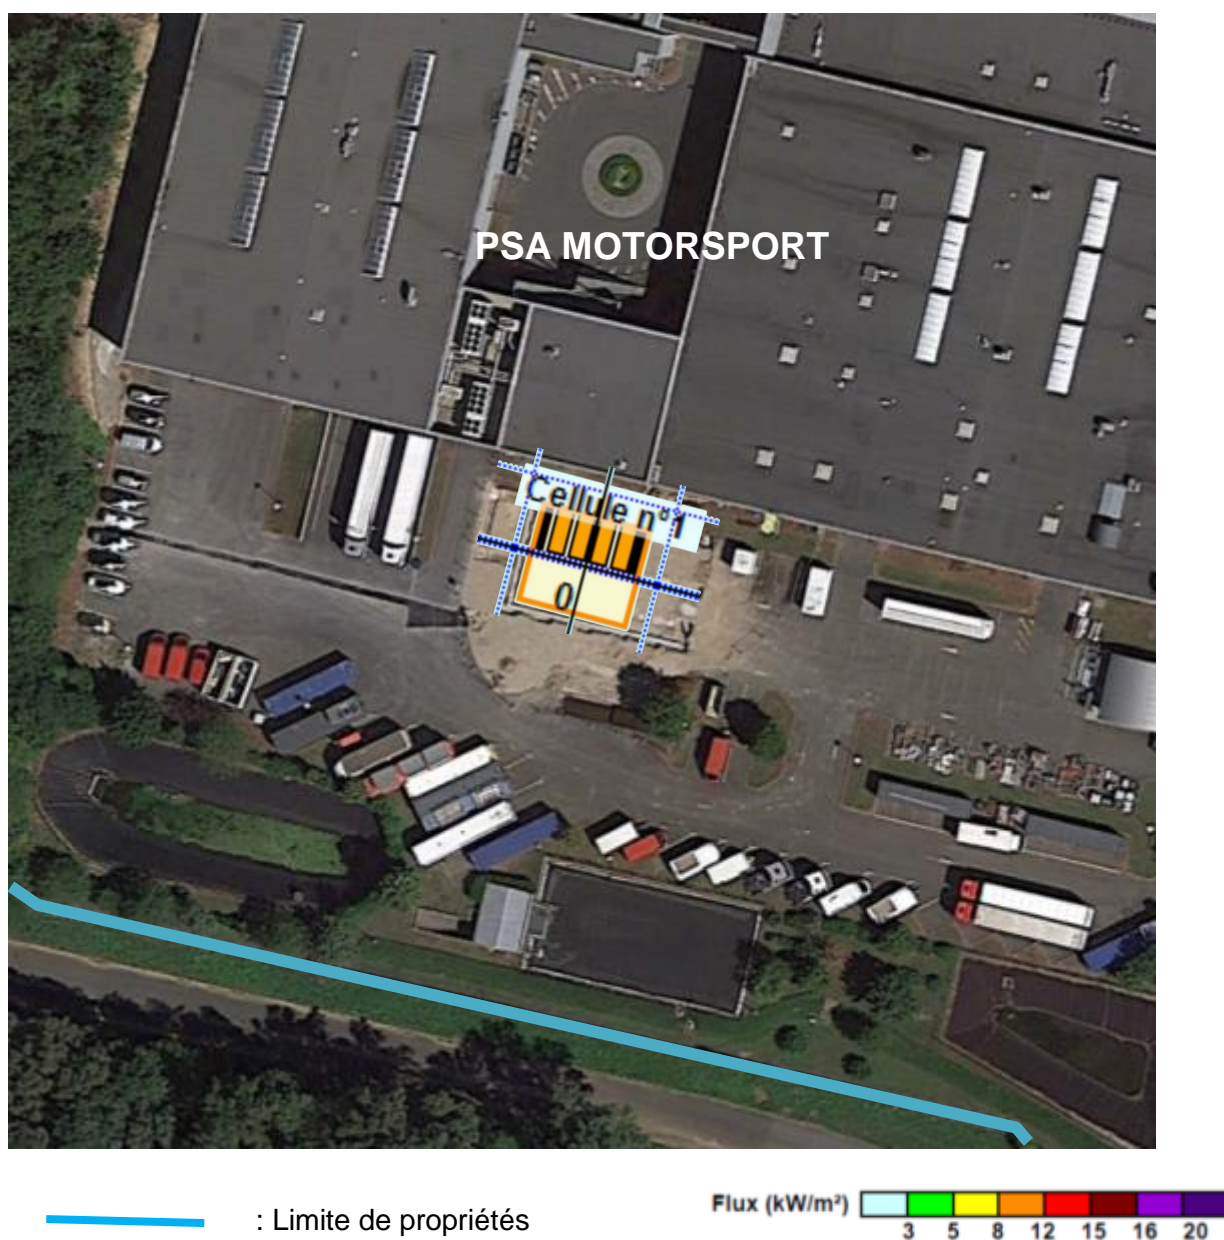 PSA MOTORSPORT
Cellule n°1
0
: Limite de propriétés
Flux (kW/m²)
3 5 8 12 15 16 20